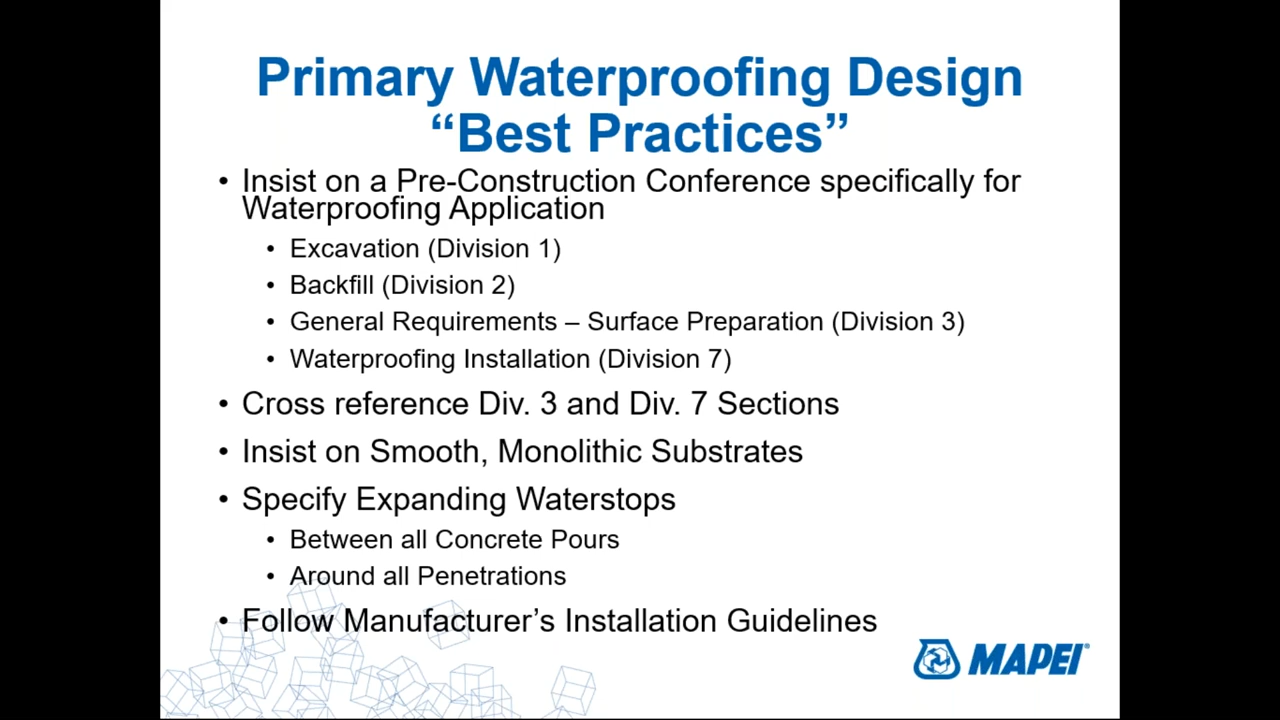 Primary Waterproofing Design
“Best Practices”
• Insist on a Pre-Construction Conference specifically for
Waterproofing Application
• Excavation (Division 1)
• Backfill (Division 2)
• General Requirements – Surface Preparation (Division 3)
• Waterproofing Installation (Division 7)
• Cross reference Div. 3 and Div. 7 Sections
• Insist on Smooth, Monolithic Substrates
• Specify Expanding Waterstops
• Between all Concrete Pours
• Around all Penetrations
• Follow Manufacturer’s Installation Guidelines
MAPEI®